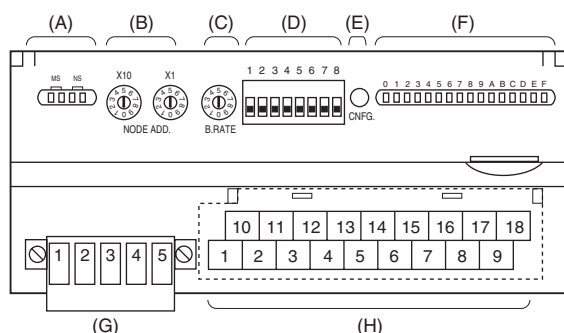 (A) (B) (C) (D) (E) (F)
MS NS
X10 X1
1 2 3 4 5 6 7 8
0 1 2 3 4 5 6 7 8 9 A B C D E F
NODE ADD.
B.RATE
CNFG.
10 11 12 13 14 15 16 17 18
1 2 3 4 5
1 2 3 4 5 6 7 8 9
(G) (H)